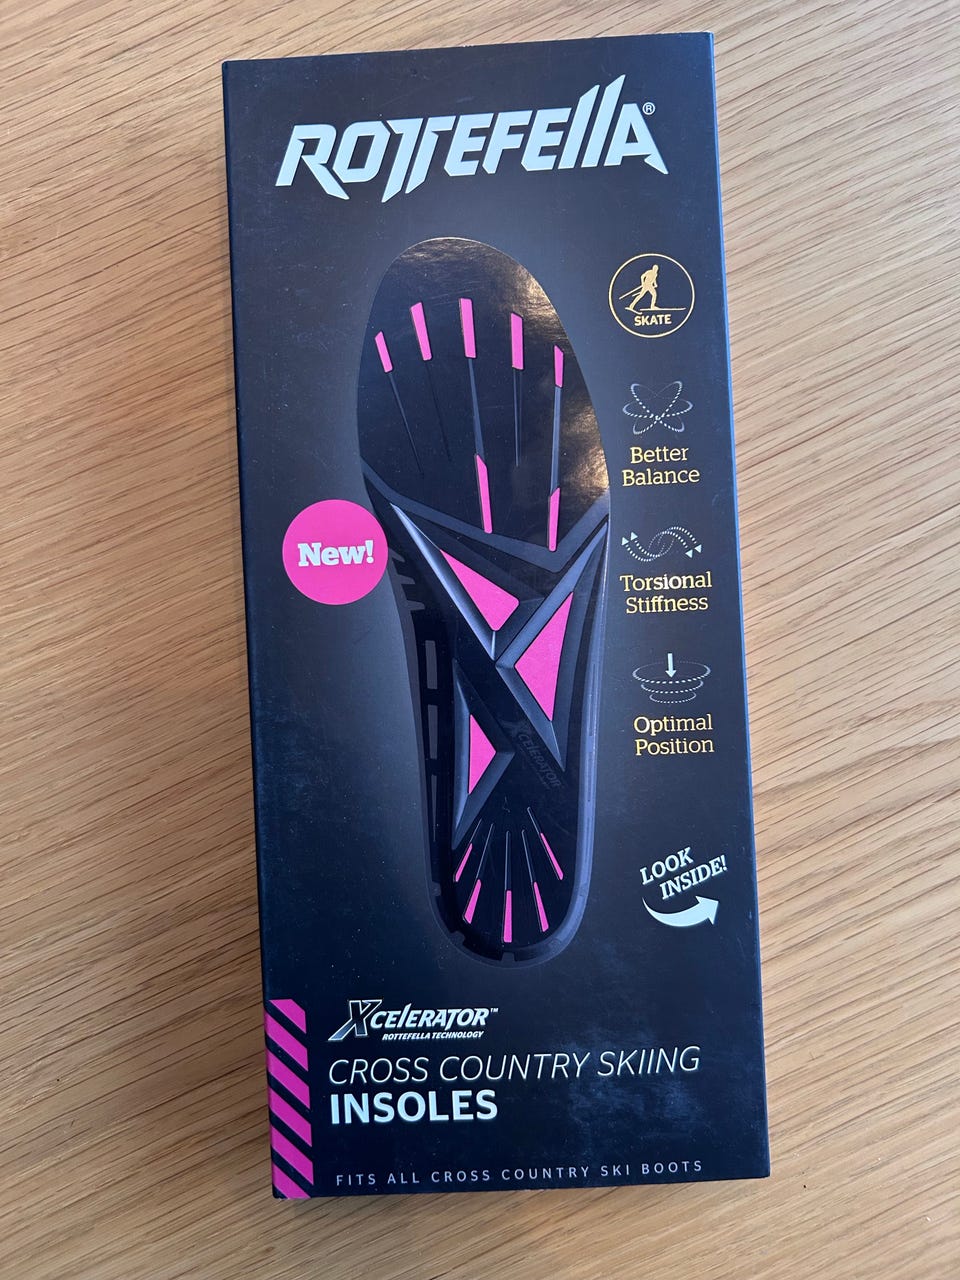 ROTTEFELLA®
SKATE
Better
Balance
New!
Torsional
Stiffness
Optimal
Position
XCELERATOR
LOOK
INSIDE!
XCELERATOR™
ROTTEFELLA TECHNOLOGY
CROSS COUNTRY SKIING
INSOLES
FITS ALL CROSS COUNTRY SKI BOOTS